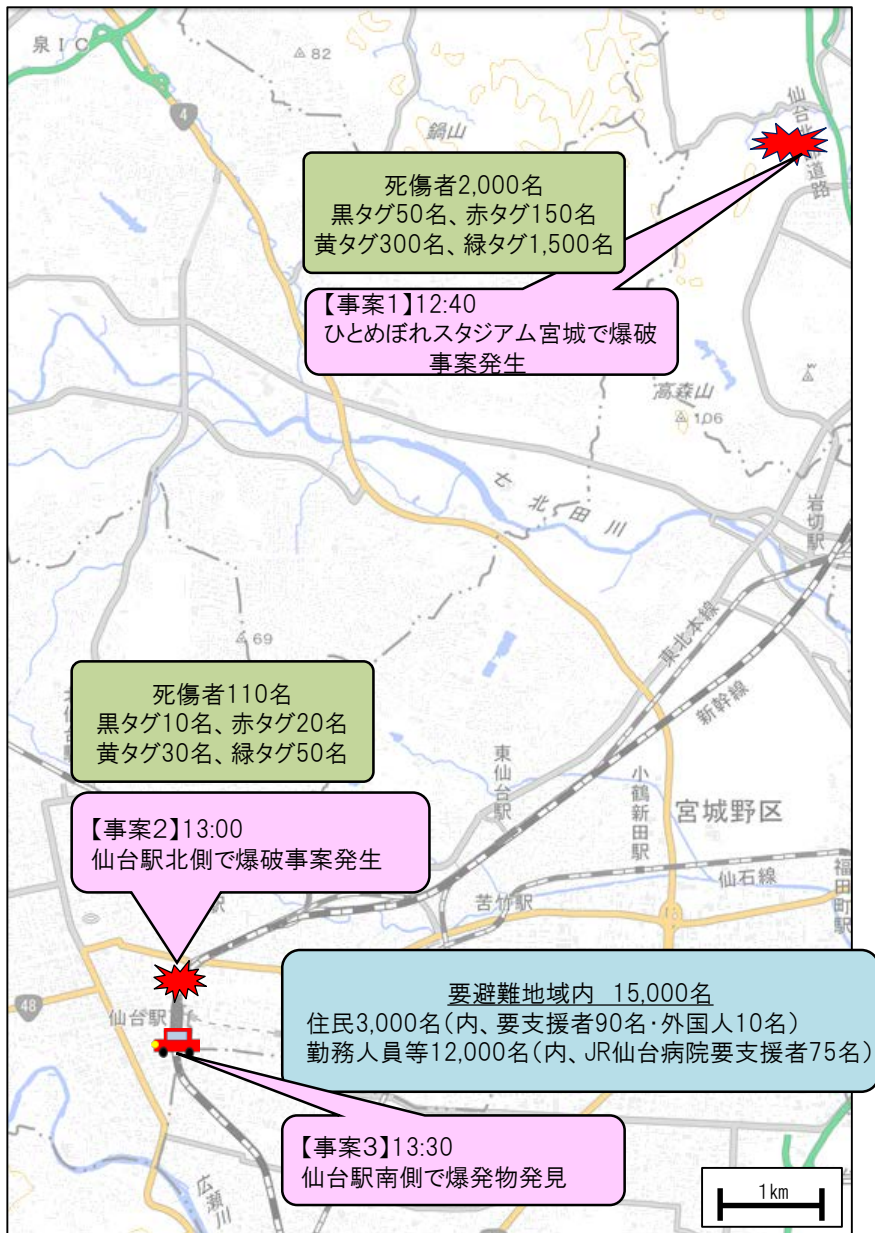 泉IC
82
4
鍋山
仙台北部道路
死傷者2,000名
黒タグ50名、赤タグ150名
黄タグ300名、緑タグ1,500名
【事案1】12:40
ひとめぼれスタジアム宮城で爆破
事案発生
高森山
106
七北田川
岩切駅
東北本線
新幹線
69
死傷者110名
黒タグ10名、赤タグ20名
黄タグ30名、緑タグ50名
東仙台駅
小鶴新田駅
宮城野区
【事案2】13:00
仙台駅北側で爆破事案発生
仙石線
福田町駅
苦竹駅
48
仙台駅
要避難地域内 15,000名
住民3,000名(内、要支援者90名・外国人10名)
勤務人員等12,000名(内、JR仙台病院要支援者75名)
【事案3】13:30
仙台駅南側で爆発物発見
広瀬川
1km